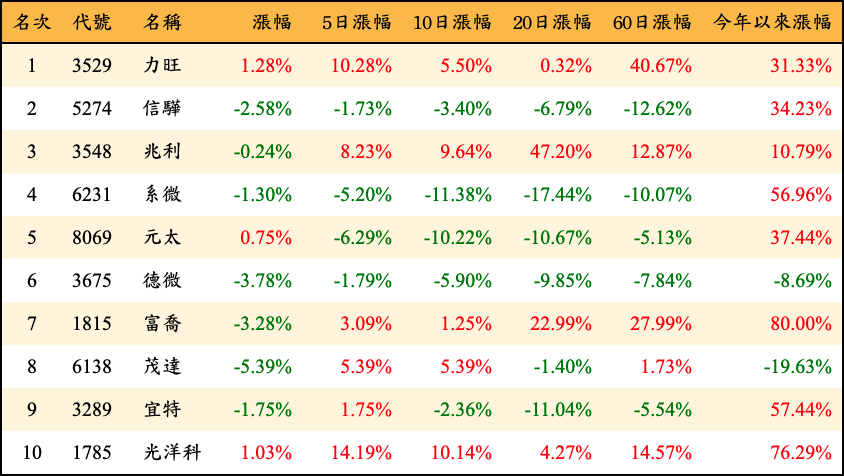 名次 代號 名稱 漲幅 5日漲幅 10日漲幅 20日漲幅 60日漲幅 今年以來漲幅
1 3529 力旺 1.28% 10.28% 5.50% 0.32% 40.67% 31.33%
2 5274 信驊 -2.58% -1.73% -3.40% -6.79% -12.62% 34.23%
3 3548 兆利 -0.24% 8.23% 9.64% 47.20% 12.87% 10.79%
4 6231 系微 -1.30% -5.20% -11.38% -17.44% -10.07% 56.96%
5 8069 元太 0.75% -6.29% -10.22% -10.67% -5.13% 37.44%
6 3675 德微 -3.78% -1.79% -5.90% -9.85% -7.84% -8.69%
7 1815 富喬 -3.28% 3.09% 1.25% 22.99% 27.99% 80.00%
8 6138 茂達 -5.39% 5.39% 5.39% -1.40% 1.73% -19.63%
9 3289 宜特 -1.75% 1.75% -2.36% -11.04% -5.54% 57.44%
10 1785 光洋科 1.03% 14.19% 10.14% 4.27% 14.57% 76.29%